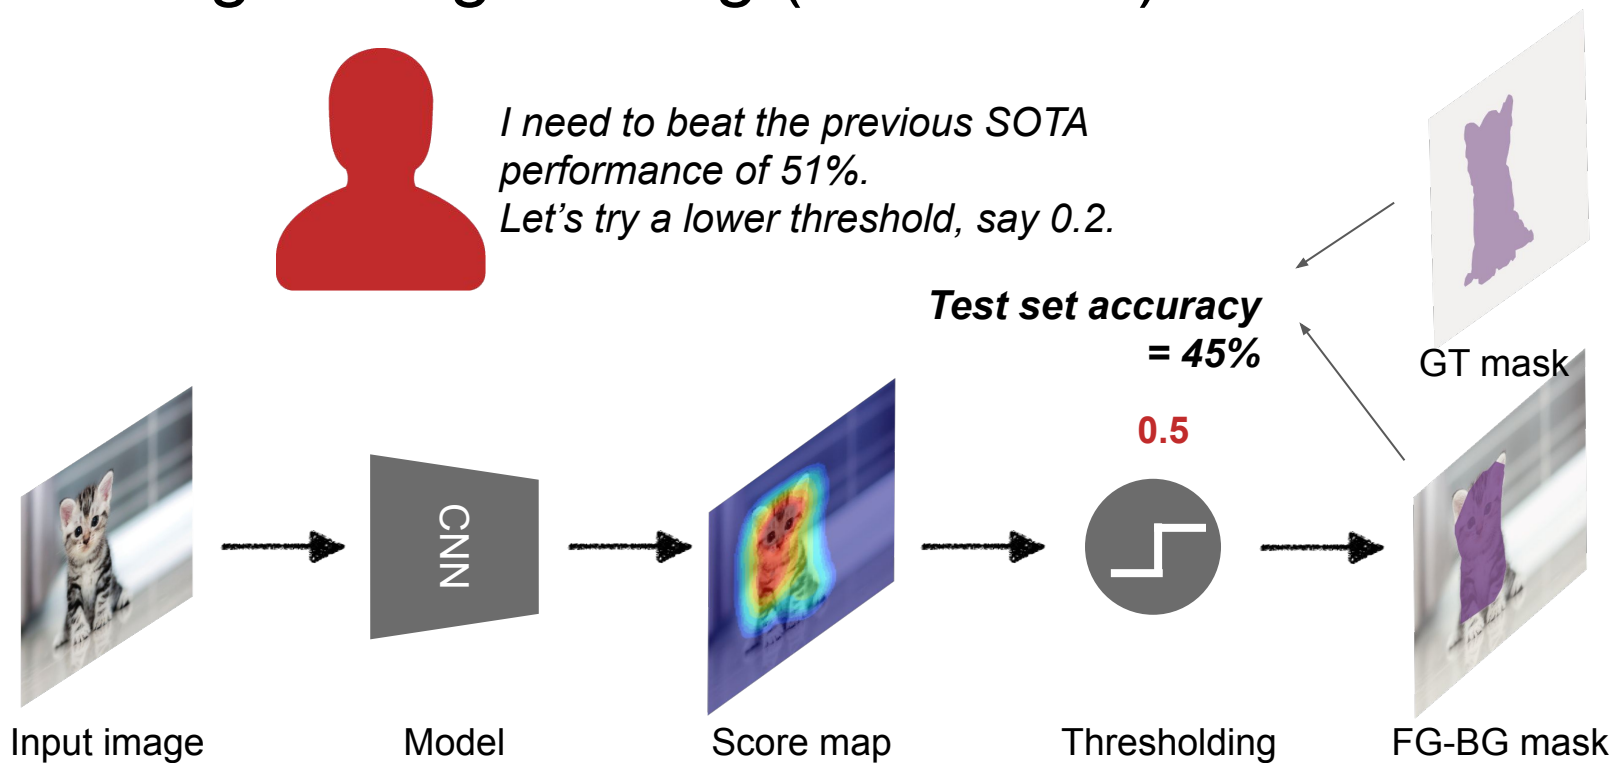 I need to beat the previous SOTA
performance of 51%.
Let's try a lower threshold, say 0.2.
Test set accuracy
= 45%
GT mask
0.5
CNN
Input image
Model
Score map
Thresholding
FG-BG mask